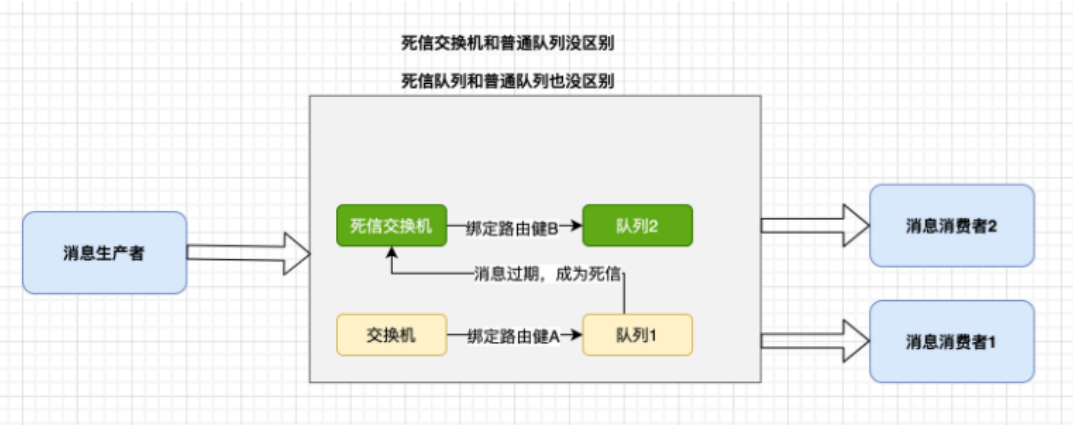 死信交换机和普通队列没区别
死信队列和普通队列也没区别
消息生产者
死信交换机
绑定路由健B
队列2
消息消费者2
消息过期，成为死信
交换机
绑定路由健A
队列1
消息消费者1